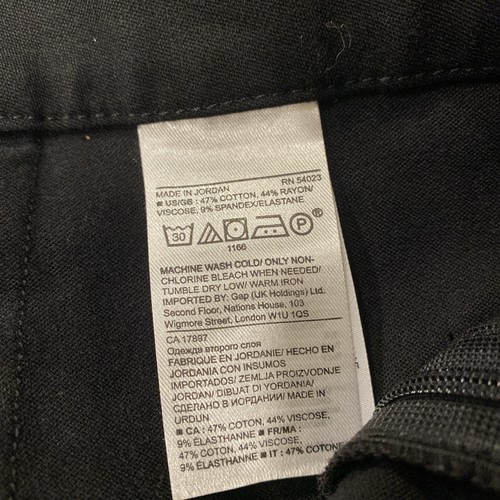 MADE IN JORDAN RN 54023
■ US/GB : 47% COTTON, 44% RAYON/
VISCOSE, 9% SPANDEX/ELASTANE
30 P ®
1166
MACHINE WASH COLD/ ONLY NON-
CHLORINE BLEACH WHEN NEEDED/
TUMBLE DRY LOW/ WARM IRON
IMPORTED BY: Gap (UK Holdings) Ltd.
Second Floor, Nations House, 103
Wigmore Street, London W1U 1QS
CA 17897
Одежда второго слоя
FABRIQUE EN JORDANIE/ HECHO EN
JORDANIA CON INSUMOS
IMPORTADOS/ ZEMLJA PROIZVODNJE
JORDAN/ DIBUAT DI YORDANIA/
СДЕЛАНО В ИОРДАНИИ/ MADE IN
URDUN
■ CA : 47% COTON, 44% VISCOSE,
9% ÉLASTHANNE ■ FR/MA :
47% COTON, 44% VISCOSE,
9% ÉLASTHANNE ■ IT : 47% COTONE